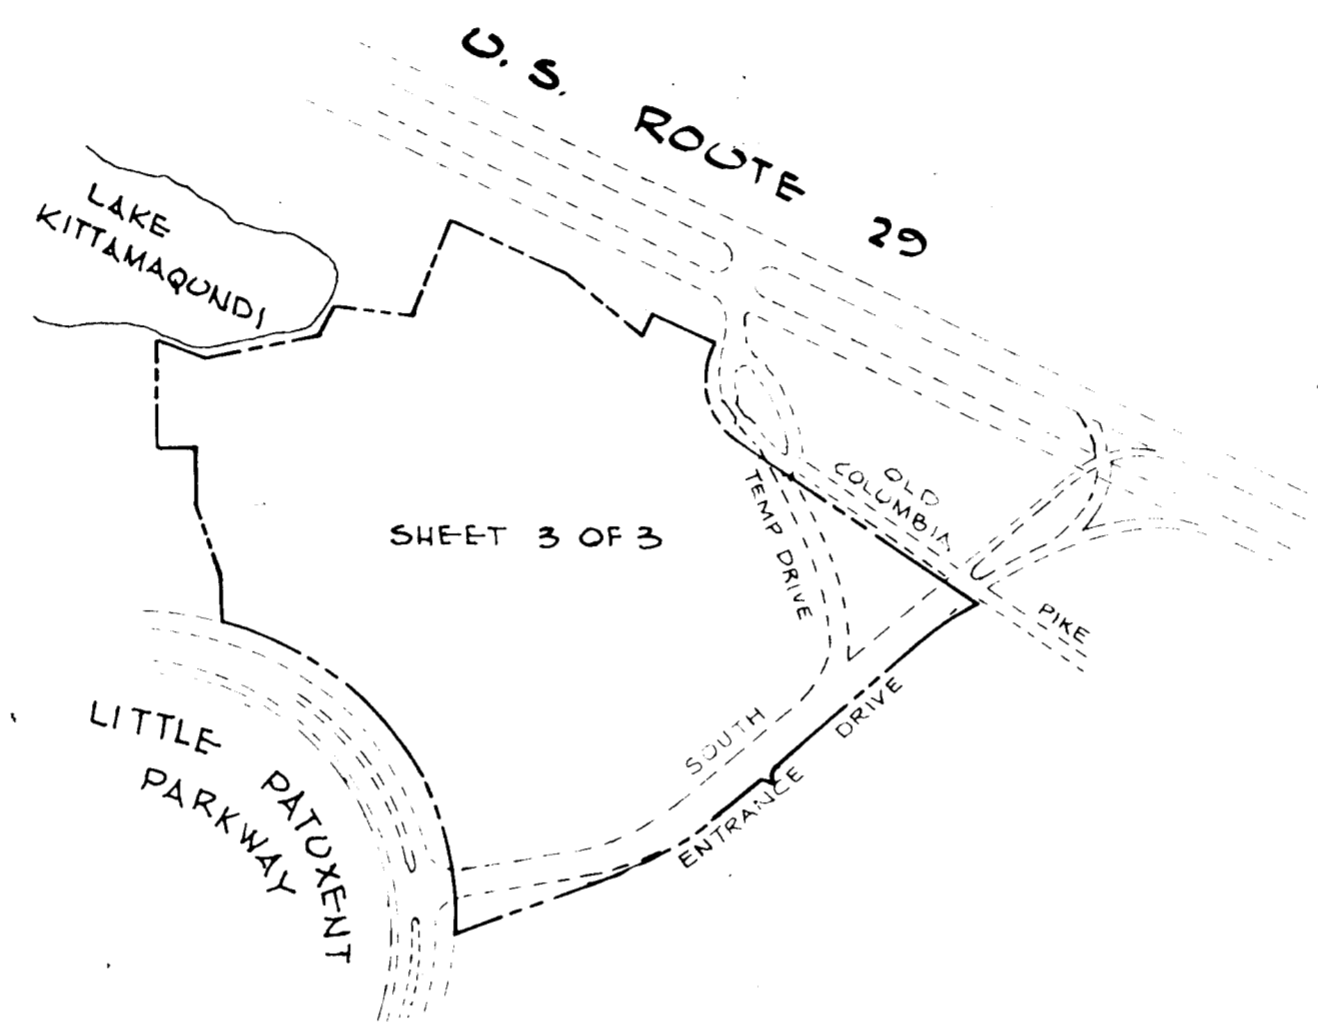 U.S. ROUTE 29
LAKE
KITTAMAQUNDI
SHEET 3 OF 3
OLD
COLUMBIA
PIKE
TEMP DRIVE
SOUTH
ENTRANCE DRIVE
LITTLE PATUXENT
PARKWAY